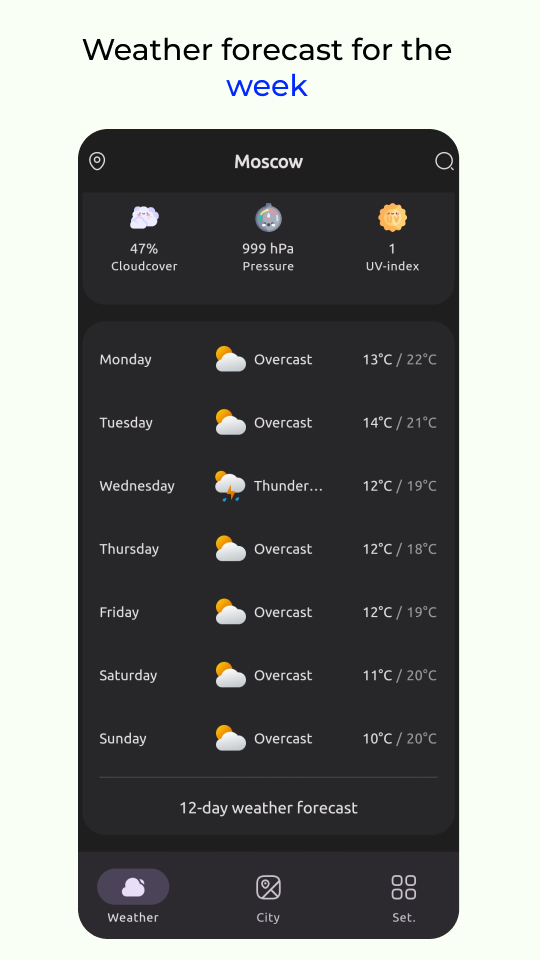 Weather forecast for the
week
Moscow
47% 999 hPa 1
Cloudcover Pressure UV-index
Monday Overcast 13°C / 22°C
Tuesday Overcast 14°C / 21°C
Wednesday Thunder... 12°C / 19°C
Thursday Overcast 12°C / 18°C
Friday Overcast 12°C / 19°C
Saturday Overcast 11°C / 20°C
Sunday Overcast 10°C / 20°C
12-day weather forecast
Weather City Set.